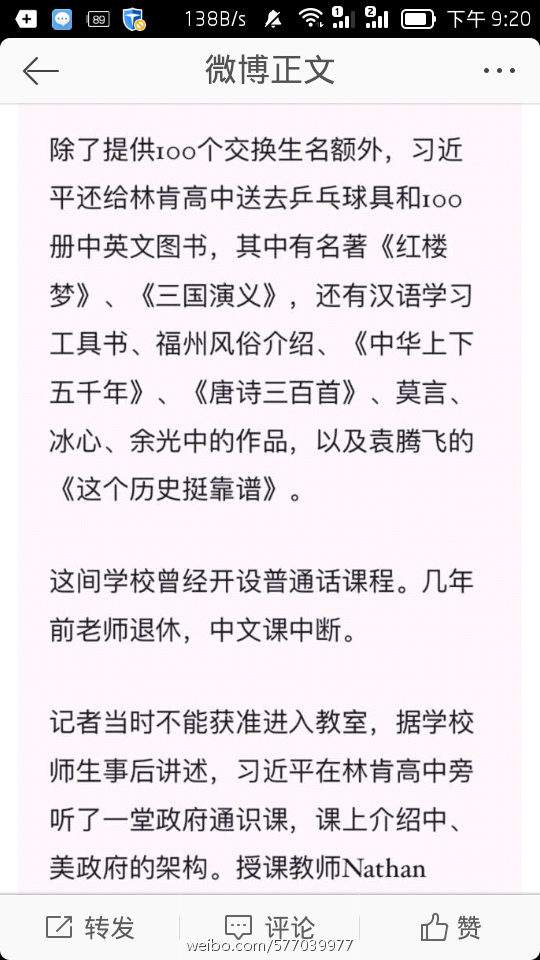 89
138B/s
1
2
下午 9:20
微博正文
除了提供100个交换生名额外，习近
平还给林肯高中送去乒乓球具和100
册中英文图书，其中有名著《红楼
梦》、《三国演义》，还有汉语学习
工具书、福州风俗介绍、《中华上下
五千年》、《唐诗三百首》、莫言、
冰心、余光中的作品，以及袁腾飞的
《这个历史挺靠谱》。
这间学校曾经开设普通话课程。几年
前老师退休，中文课中断。
记者当时不能获准进入教室，据学校
师生事后讲述，习近平在林肯高中旁
听了一堂政府通识课，课上介绍中、
美政府的架构。授课教师Nathan
转发
评论
赞
weibo.com/577039977